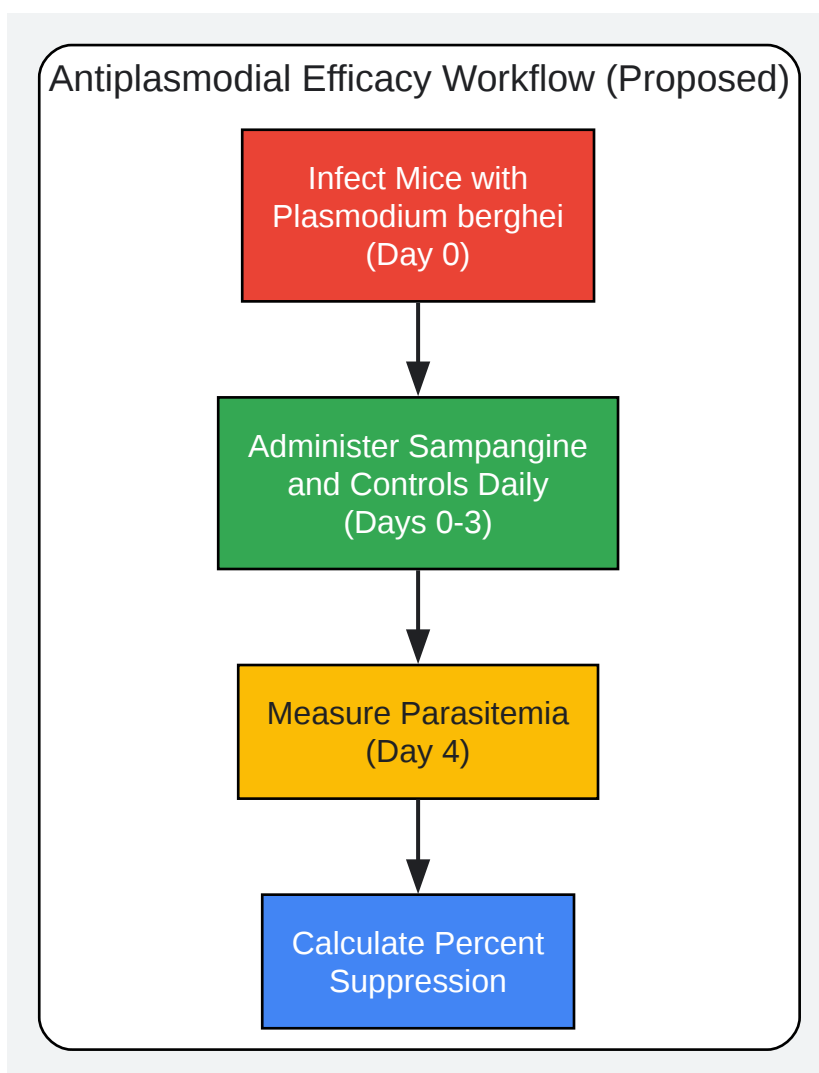 Antiplasmodial Efficacy Workflow (Proposed)
Infect Mice with
Plasmodium berghei
(Day 0)
Administer Sampangine
and Controls Daily
(Days 0-3)
Measure Parasitemia
(Day 4)
Calculate Percent
Suppression